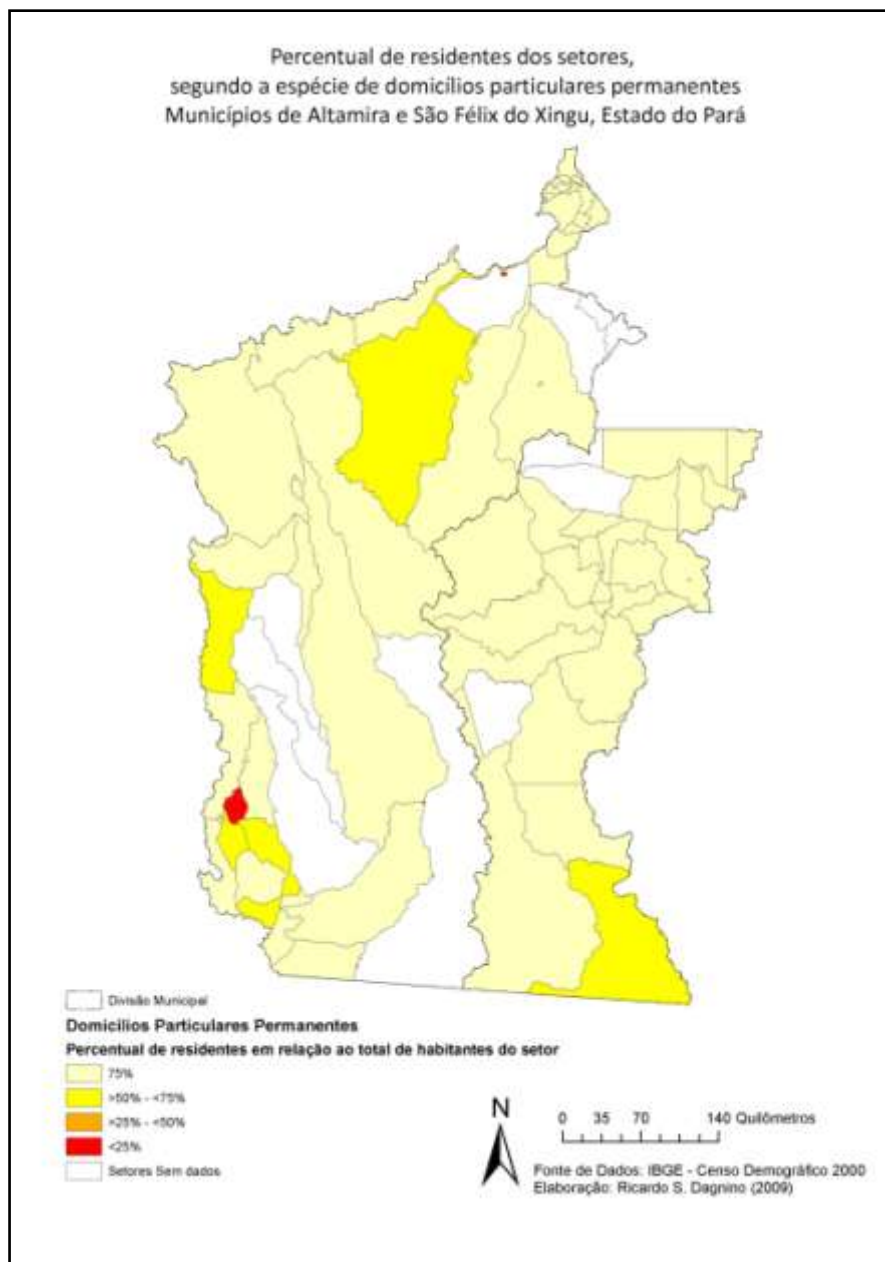 Percentual de residentes dos setores,
segundo a espécie de domicílios particulares permanentes
Municípios de Altamira e São Félix do Xingu, Estado do Pará
Divisão Municipal
Domicílios Particulares Permanentes
Percentual de residentes em relação ao total de habitantes do setor
75%
>50% - <75%
>25% - <50%
<25%
Setores Sem dados
N
0 35 70 140 Quilômetros
Fonte de Dados: IBGE - Censo Demográfico 2000
Elaboração: Ricardo S. Dagnino (2009)